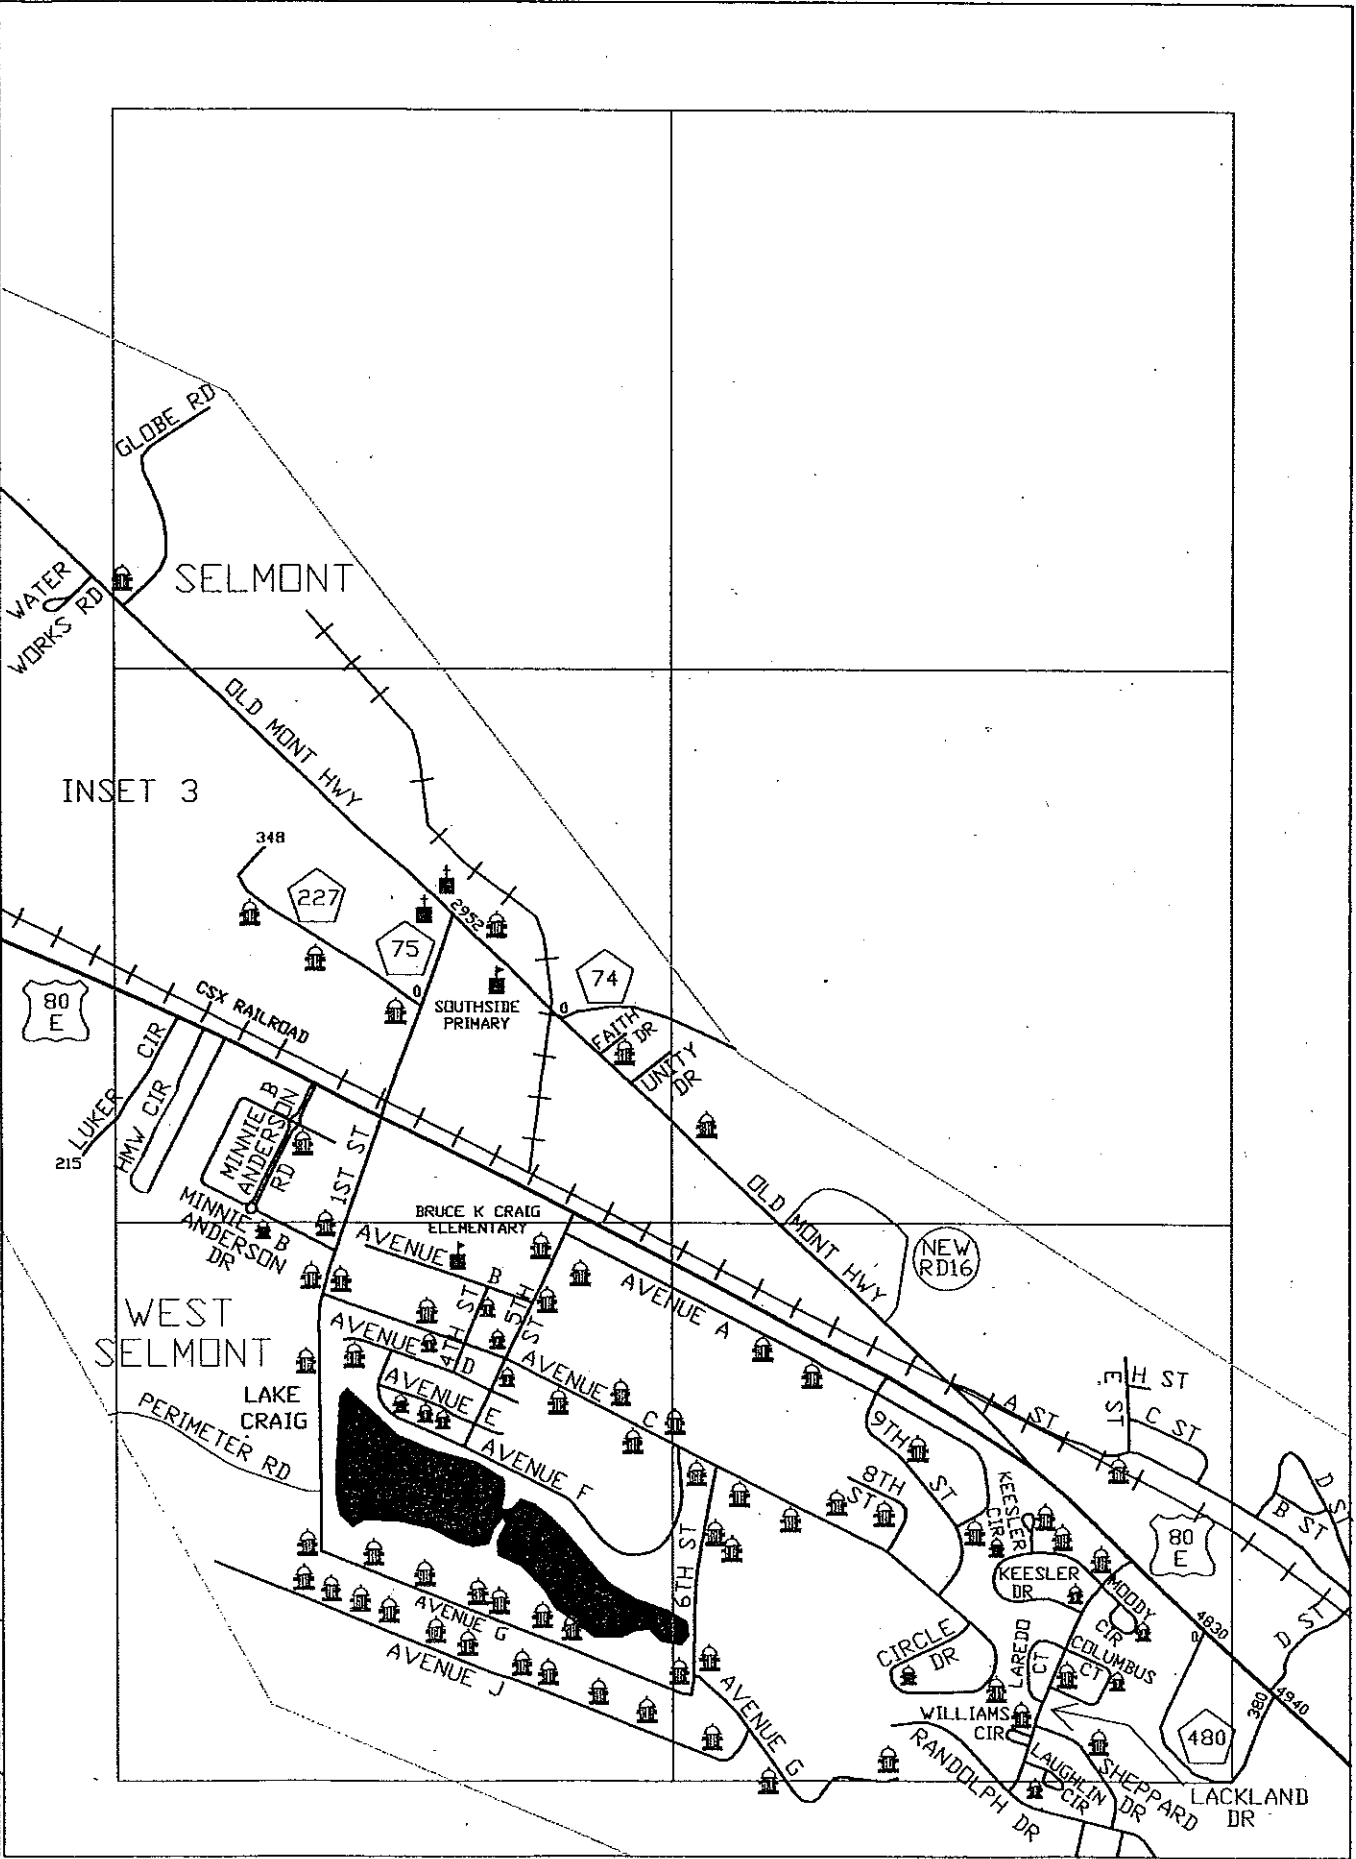 GLOBE RD
SELMONT
WATER
WORKS RD
OLD MONT HWY
INSET 3
348
227
75
2952
74
0
0
SOUTHSIDE
PRIMARY
FAITH
DR
UNITY
DR
80
E
CSX RAILROAD
LUKER CIR
HMW CIR
215
MINNIE B
ANDERSON
RD
MINNIE B
ANDERSON
DR
1ST ST
BRUCE K CRAIG
ELEMENTARY
AVENUE B
OLD MONT HWY
NEW
RD16
AVENUE A
WEST
SELMONT
4TH ST
5TH ST
AVENUE D
AVENUE C
AVENUE E
AVENUE F
LAKE
CRAIG
PERIMETER RD
H ST
E ST
C ST
A ST
9TH ST
8TH
ST
D ST
B ST
KEESLER
CIR
80
E
KEESLER
DR
MOODY
CIR
6TH ST
AVENUE G
AVENUE J
4830
0
D ST
CIRCLE
DR
LAREDO
CT
COLUMBUS
CT
AVENUE G
380
4940
480
WILLIAMS
CIR
RANDOLPH DR
LAUGHLIN
CIR
SHEPPARD
DR
LACKLAND
DR